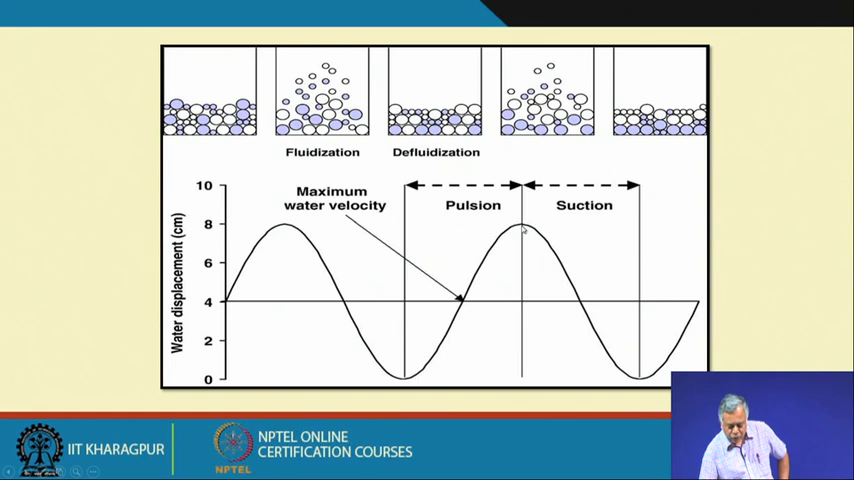 Fluidization
Defluidization
10
8
6
4
2
0
Water displacement (cm)
Maximum
water velocity
Pulsion
Suction
IIT KHARAGPUR
NPTEL
NPTEL ONLINE
CERTIFICATION COURSES